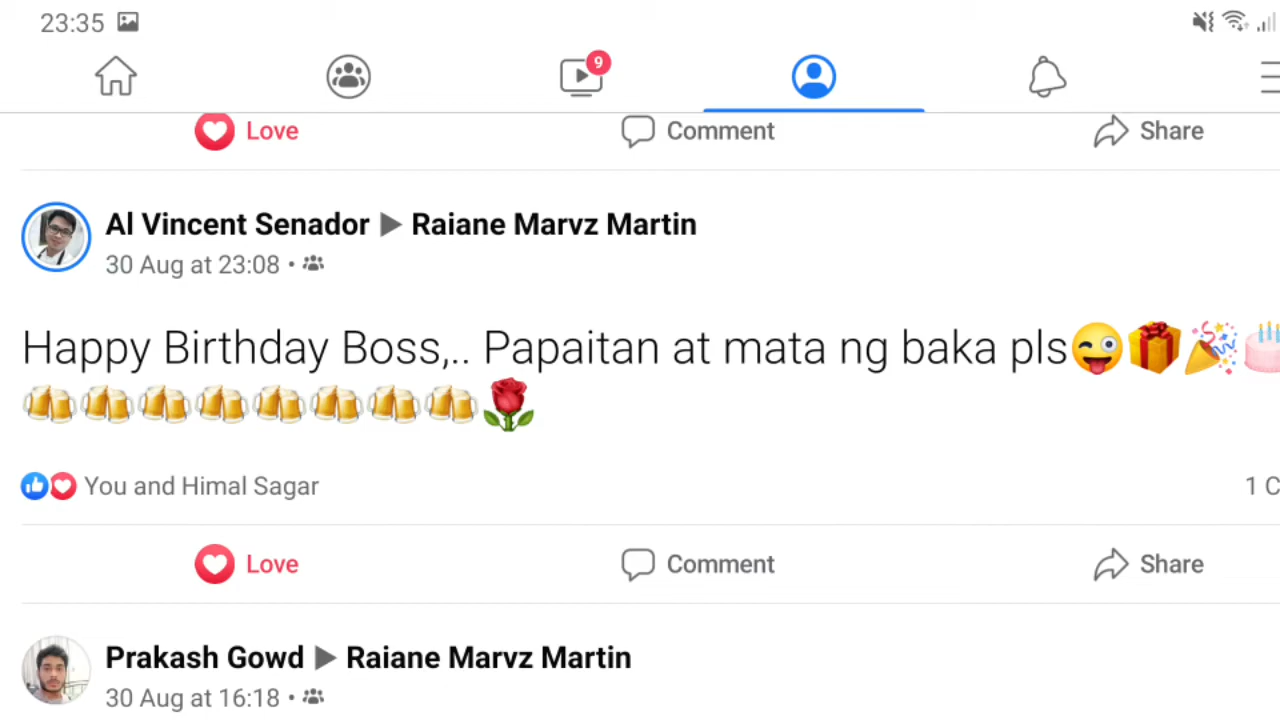 23:35
9
Love Comment Share
Al Vincent Senador ▶ Raiane Marvz Martin
30 Aug at 23:08 •
Happy Birthday Boss,.. Papaitan at mata ng baka pls😜🎁🎉🎂
🍻🍻🍻🍻🍻🍻🍻🍻🌹
You and Himal Sagar 1 C
Love Comment Share
Prakash Gowd ▶ Raiane Marvz Martin
30 Aug at 16:18 •